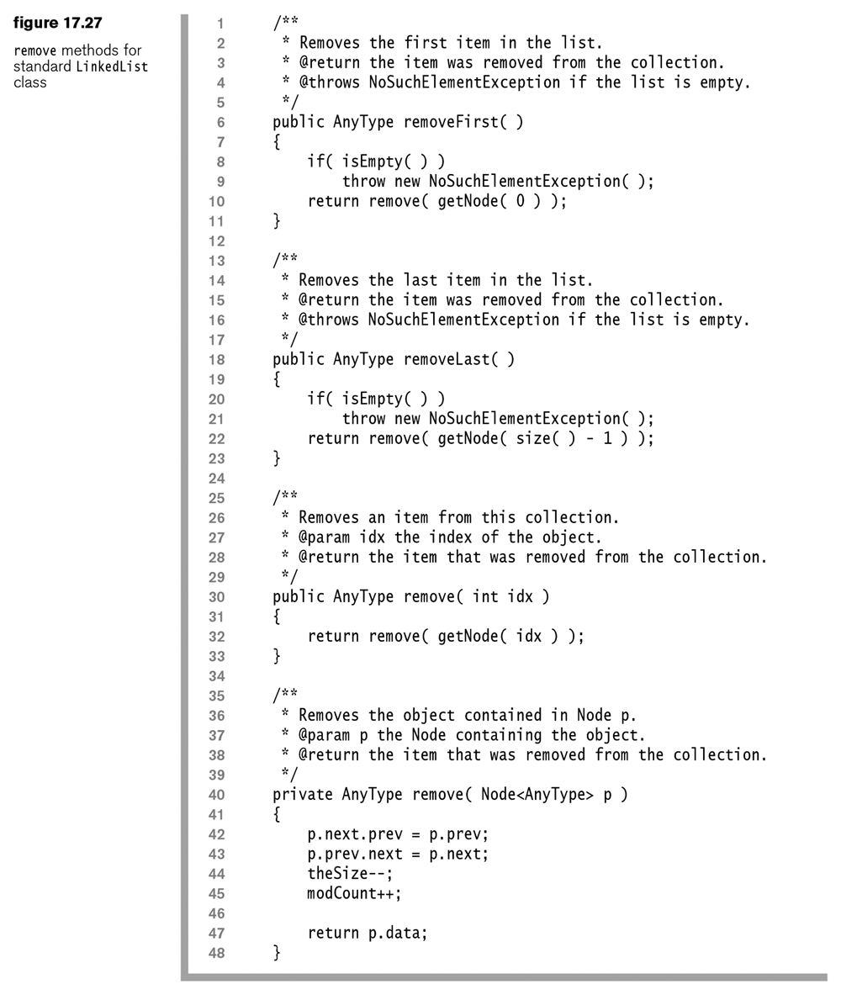 figure 17.27
remove methods for
standard LinkedList
class
1 /**
2 * Removes the first item in the list.
3 * @return the item was removed from the collection.
4 * @throws NoSuchElementException if the list is empty.
5 */
6 public AnyType removeFirst( )
7 {
8 if( isEmpty( ) )
9 throw new NoSuchElementException( );
10 return remove( getNode( 0 ) );
11 }
12
13 /**
14 * Removes the last item in the list.
15 * @return the item was removed from the collection.
16 * @throws NoSuchElementException if the list is empty.
17 */
18 public AnyType removeLast( )
19 {
20 if( isEmpty( ) )
21 throw new NoSuchElementException( );
22 return remove( getNode( size( ) - 1 ) );
23 }
24
25 /**
26 * Removes an item from this collection.
27 * @param idx the index of the object.
28 * @return the item that was removed from the collection.
29 */
30 public AnyType remove( int idx )
31 {
32 return remove( getNode( idx ) );
33 }
34
35 /**
36 * Removes the object contained in Node p.
37 * @param p the Node containing the object.
38 * @return the item that was removed from the collection.
39 */
40 private AnyType remove( Node<AnyType> p )
41 {
42 p.next.prev = p.prev;
43 p.prev.next = p.next;
44 theSize--;
45 modCount++;
46
47 return p.data;
48 }